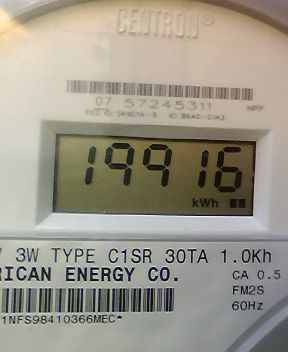 CENTRON®
07 57245311 HPP
19916
kWh
3W TYPE C1SR 30TA 1.0Kh
RICAN ENERGY CO. CA 0.5
FM2S
1NFS98410366MEC* 60Hz